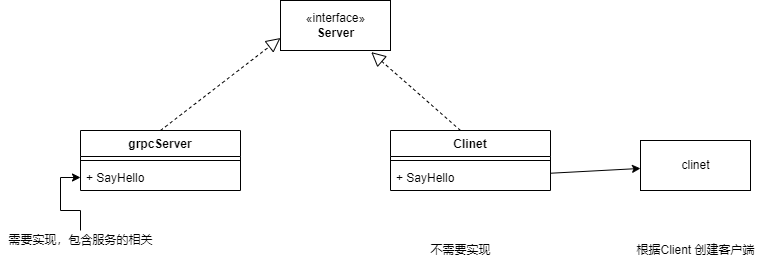 «interface»
Server
grpcServer
+ SayHello
Clinet
+ SayHello
clinet
需要实现，包含服务的相关
不需要实现
根据Client 创建客户端